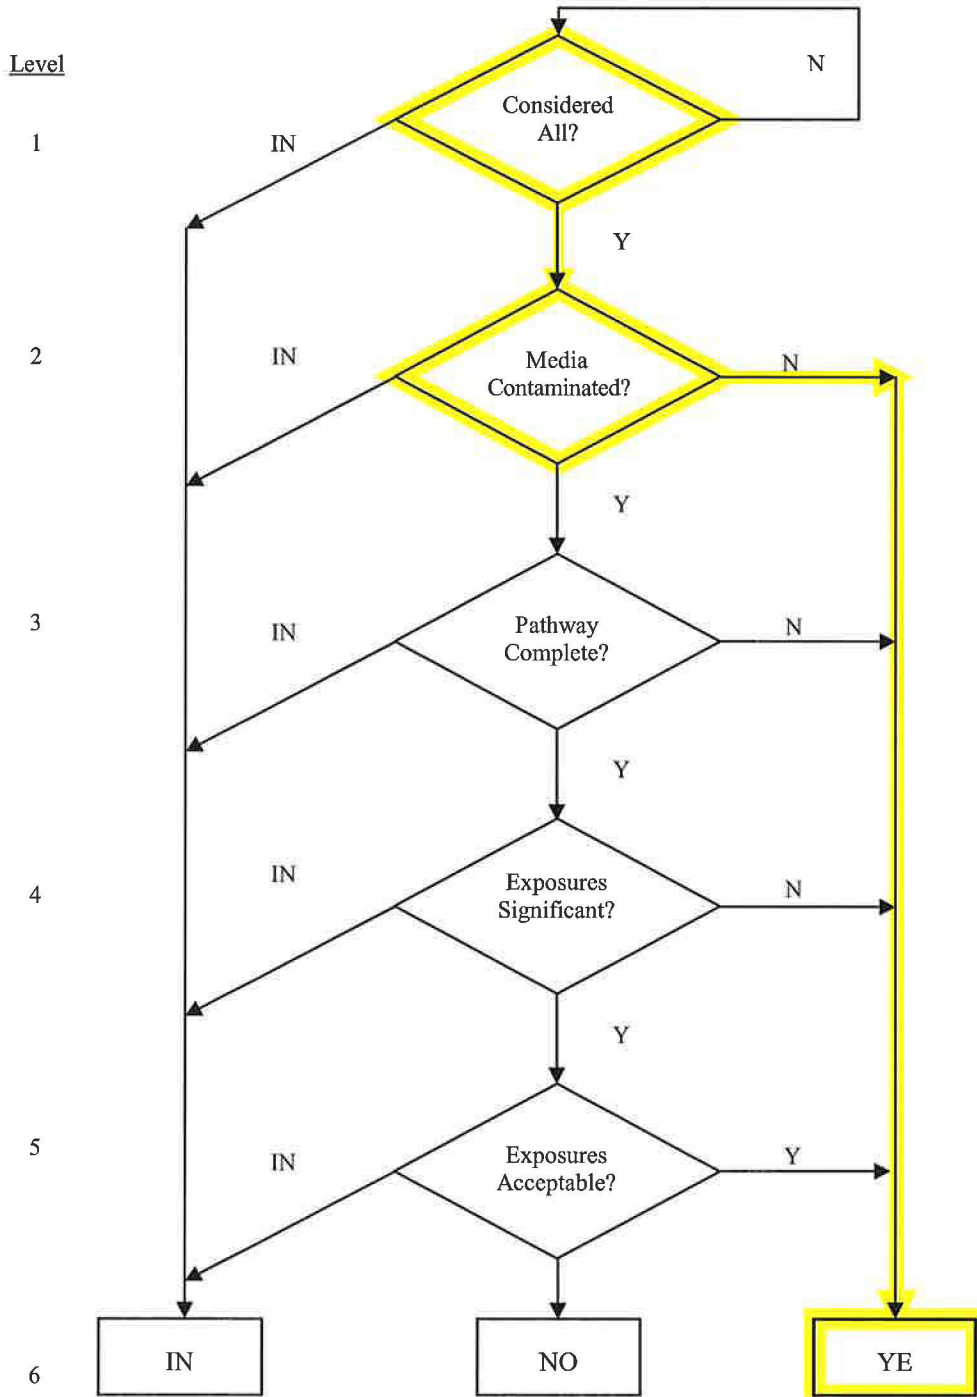 Level
N
Considered
All?
1
IN
Y
2
IN
Media
Contaminated?
N
Y
3
IN
Pathway
Complete?
N
Y
4
IN
Exposures
Significant?
N
Y
5
IN
Exposures
Acceptable?
Y
6
IN
NO
YE